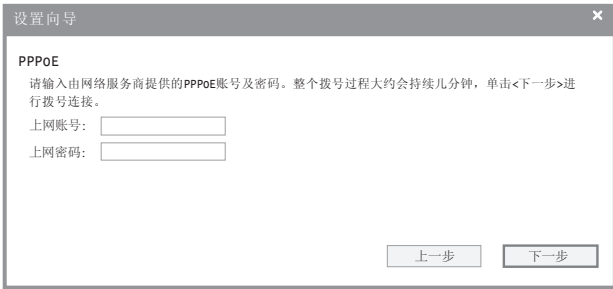 设置向导
PPPoE
请输入由网络服务商提供的PPPoE账号及密码。整个拨号过程大约会持续几分钟，单击<下一步>进
行拨号连接。
上网账号：
上网密码：
上一步 下一步